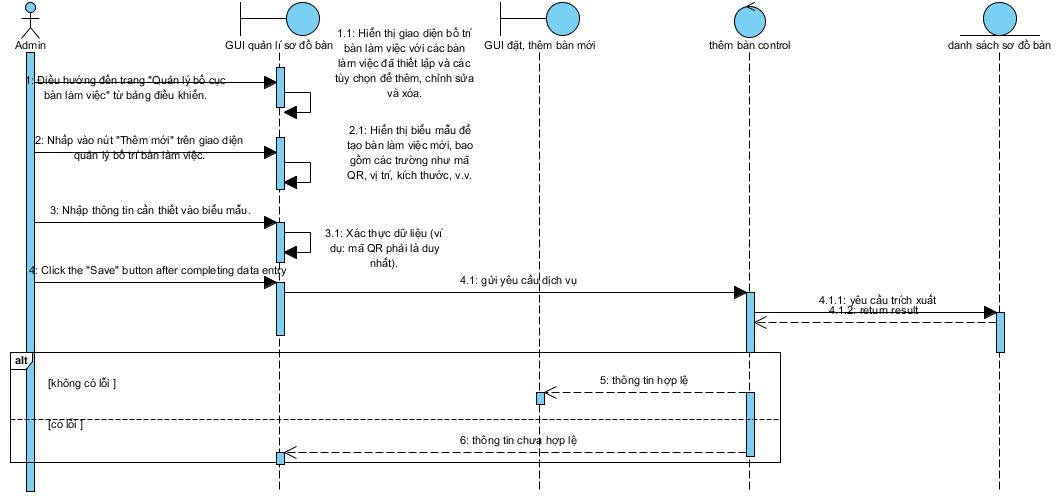 Admin
GUI quản lí sơ đồ bàn
GUI đặt, thêm bàn mới
thêm bàn control
danh sách sơ đồ bàn
1.1: Hiển thị giao diện bố trí
bàn làm việc với các bàn
làm việc đã thiết lập và các
tùy chọn để thêm, chỉnh sửa
và xóa.
1: Điều hướng đến trang "Quản lý bố cục
bàn làm việc" từ bảng điều khiển.
2.1: Hiển thị biểu mẫu để
tạo bàn làm việc mới, bao
gồm các trường như mã
QR, vị trí, kích thước, v.v.
2: Nhấp vào nút "Thêm mới" trên giao diện
quản lý bố trí bàn làm việc.
3: Nhập thông tin cần thiết vào biểu mẫu.
3.1: Xác thực dữ liệu (ví
dụ: mã QR phải là duy
nhất).
4: Click the "Save" button after completing data entry
4.1: gửi yêu cầu dịch vụ
4.1.1: yêu cầu trích xuất
4.1.2: return result
alt
[không có lỗi ]
5: thông tin hợp lệ
[có lỗi ]
6: thông tin chưa hợp lệ